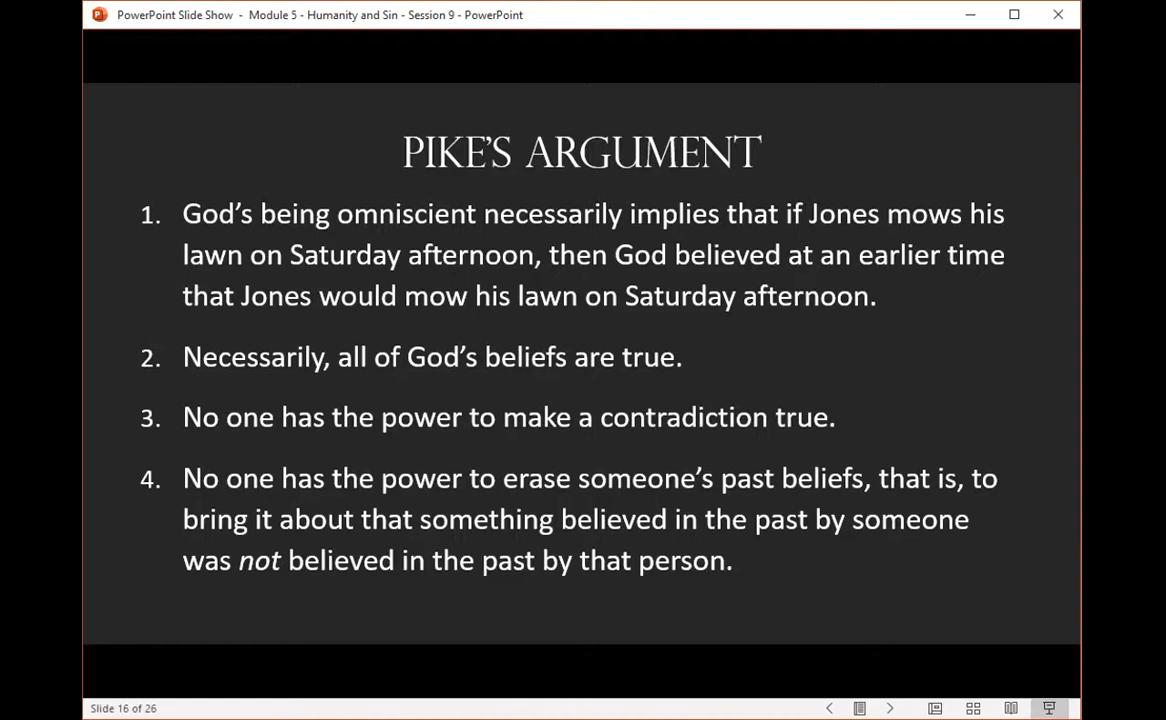 PowerPoint Slide Show - Module 5 - Humanity and Sin - Session 9 - PowerPoint
PIKE'S ARGUMENT
1. God's being omniscient necessarily implies that if Jones mows his
lawn on Saturday afternoon, then God believed at an earlier time
that Jones would mow his lawn on Saturday afternoon.
2. Necessarily, all of God's beliefs are true.
3. No one has the power to make a contradiction true.
4. No one has the power to erase someone's past beliefs, that is, to
bring it about that something believed in the past by someone
was not believed in the past by that person.
Slide 16 of 26